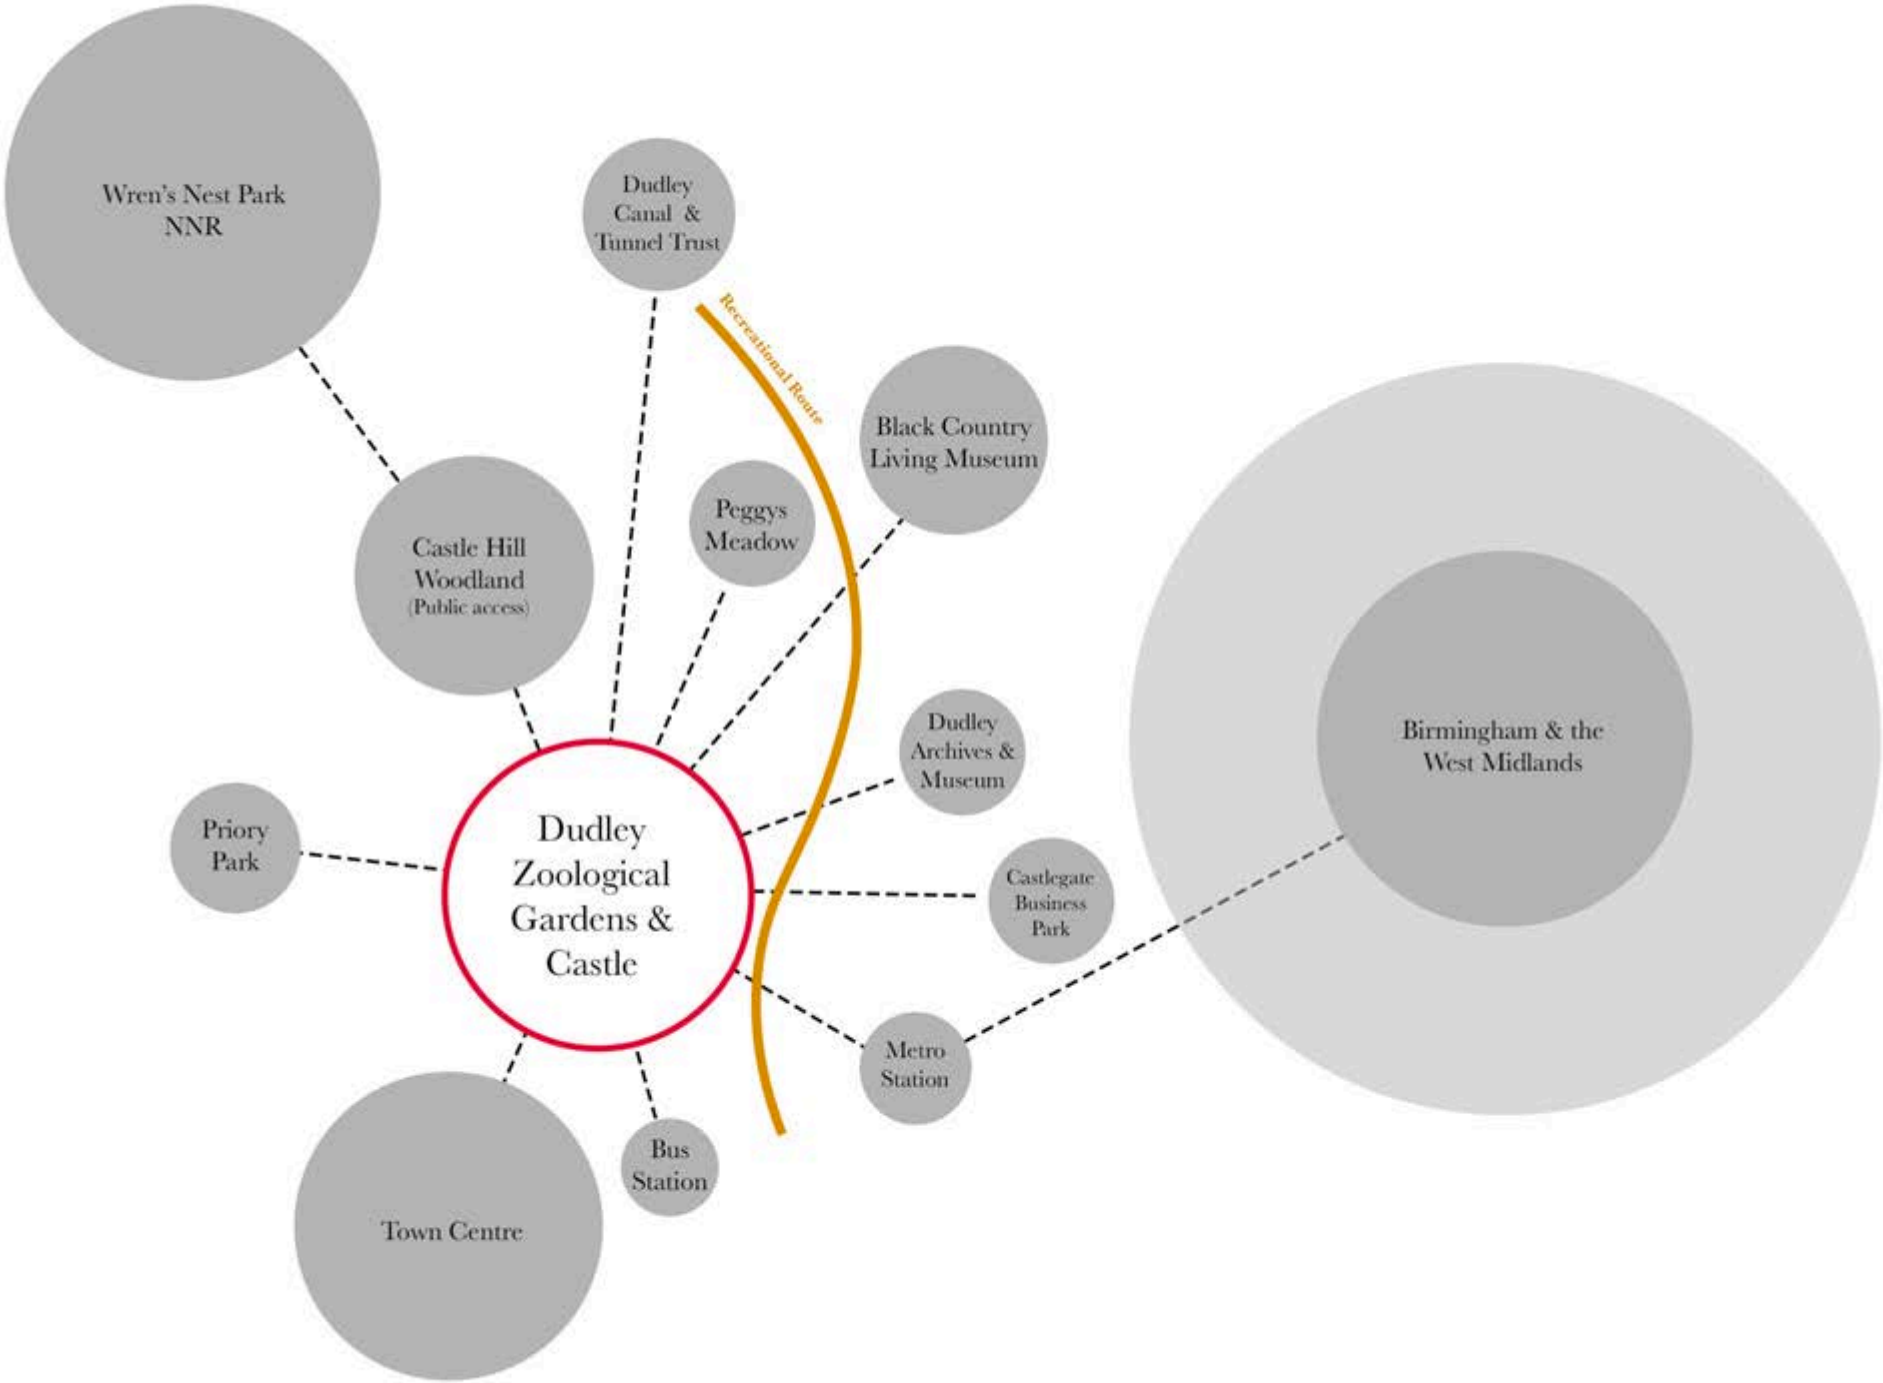 Wren's Nest Park
NNR
Dudley
Canal &
Tunnel Trust
Recreational Route
Black Country
Living Museum
Peggys
Meadow
Castle Hill
Woodland
(Public access)
Dudley
Archives &
Museum
Birmingham & the
West Midlands
Priory
Park
Dudley
Zoological
Gardens &
Castle
Castlegate
Business
Park
Metro
Station
Bus
Station
Town Centre